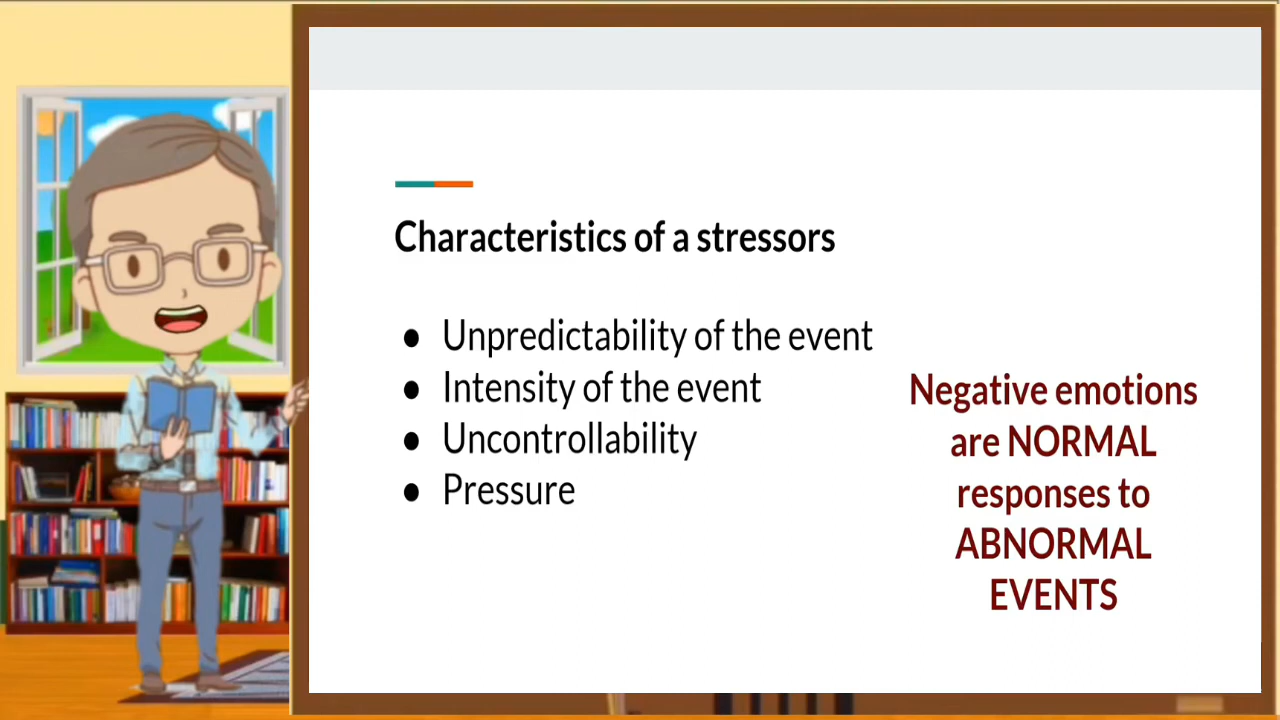 Characteristics of a stressors
● Unpredictability of the event
● Intensity of the event
● Uncontrollability
● Pressure
Negative emotions
are NORMAL
responses to
ABNORMAL
EVENTS